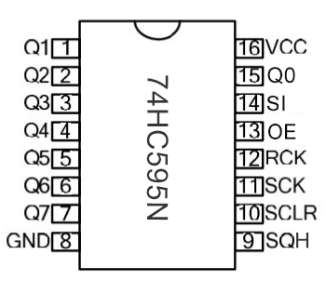 Q1 1 16 VCC
Q2 2 15 Q0
Q3 3 14 SI
Q4 4 13 OE
Q5 5 12 RCK
Q6 6 11 SCK
Q7 7 10 SCLR
GND 8 9 SQH
74HC595N